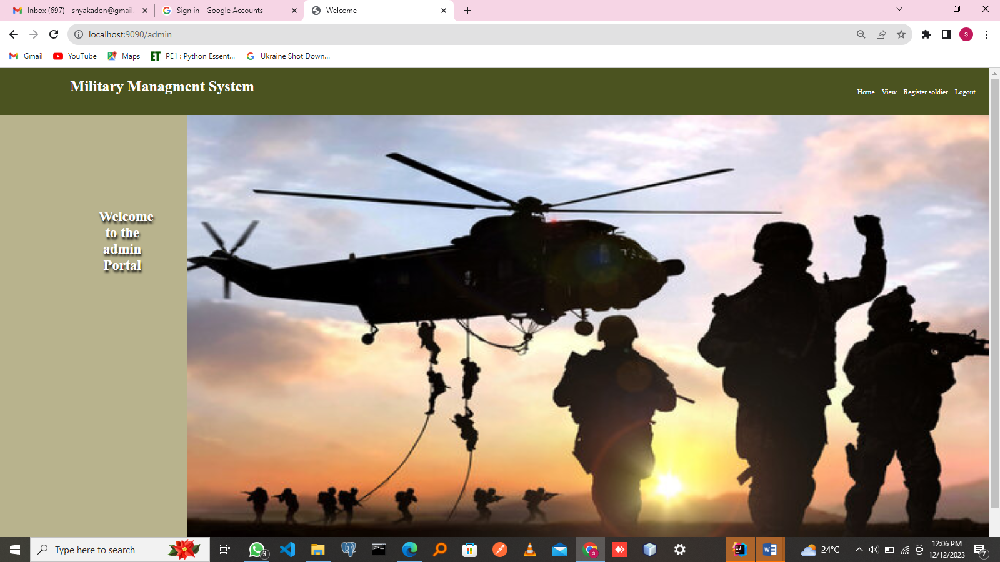 Inbox (697) - shyakadon@gmail.
Sign in - Google Accounts
Welcome
localhost:9090/admin
S
Gmail
YouTube
Maps
ET
PE1 : Python Essent...
Ukraine Shot Down...
Military Managment System
Home
View
Register soldier
Logout
Welcome
to the
admin
Portal
Type here to search
3
S
IJ
W
24°C
12:06 PM
12/12/2023
7